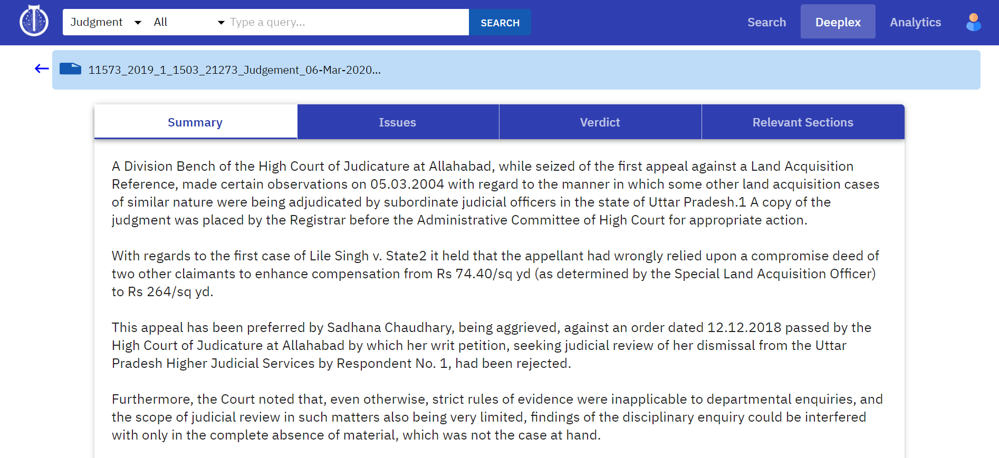 Judgment All Type a query... SEARCH Search Deeplex Analytics
11573_2019_1_1503_21273_Judgement_06-Mar-2020...
Summary Issues Verdict Relevant Sections
A Division Bench of the High Court of Judicature at Allahabad, while seized of the first appeal against a Land Acquisition
Reference, made certain observations on 05.03.2004 with regard to the manner in which some other land acquisition cases
of similar nature were being adjudicated by subordinate judicial officers in the state of Uttar Pradesh.1 A copy of the
judgment was placed by the Registrar before the Administrative Committee of High Court for appropriate action.
With regards to the first case of Lile Singh v. State2 it held that the appellant had wrongly relied upon a compromise deed of
two other claimants to enhance compensation from Rs 74.40/sq yd (as determined by the Special Land Acquisition Officer)
to Rs 264/sq yd.
This appeal has been preferred by Sadhana Chaudhary, being aggrieved, against an order dated 12.12.2018 passed by the
High Court of Judicature at Allahabad by which her writ petition, seeking judicial review of her dismissal from the Uttar
Pradesh Higher Judicial Services by Respondent No. 1, had been rejected.
Furthermore, the Court noted that, even otherwise, strict rules of evidence were inapplicable to departmental enquiries, and
the scope of judicial review in such matters also being very limited, findings of the disciplinary enquiry could be interfered
with only in the complete absence of material, which was not the case at hand.